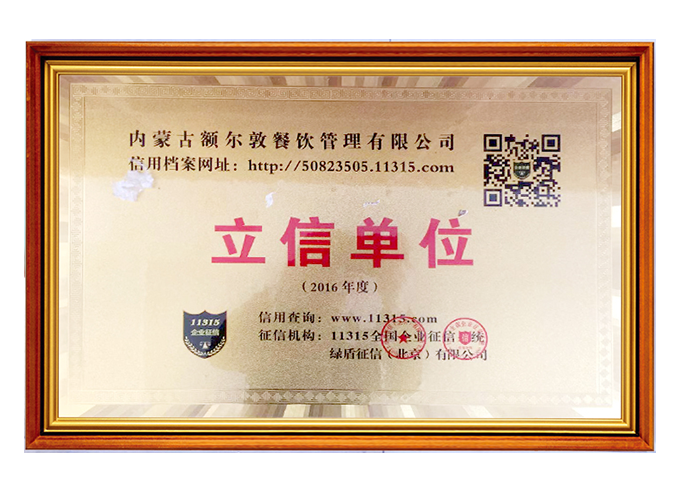 内蒙古额尔敦餐饮管理有限公司
信用档案网址：http://50823505.11315.com
立信单位
（2016年度）
11315
企业征信
信用查询：www.11315.com
征信机构：11315全国企业征信系统
绿盾征信（北京）有限公司